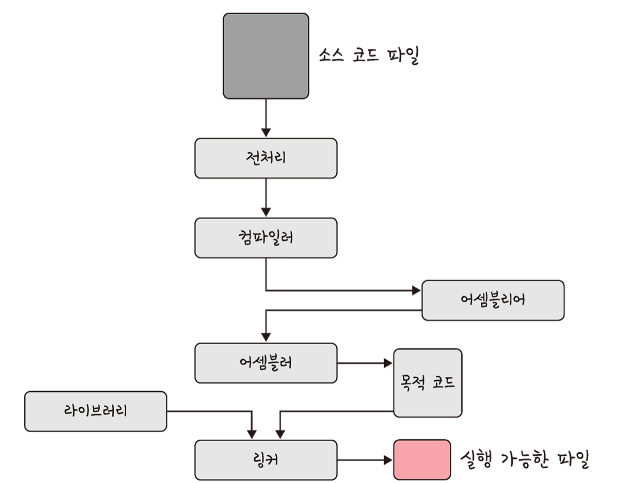 소스 코드 파일
전처리
컴파일러
어셈블리어
어셈블러
목적 코드
라이브러리
링커
실행 가능한 파일